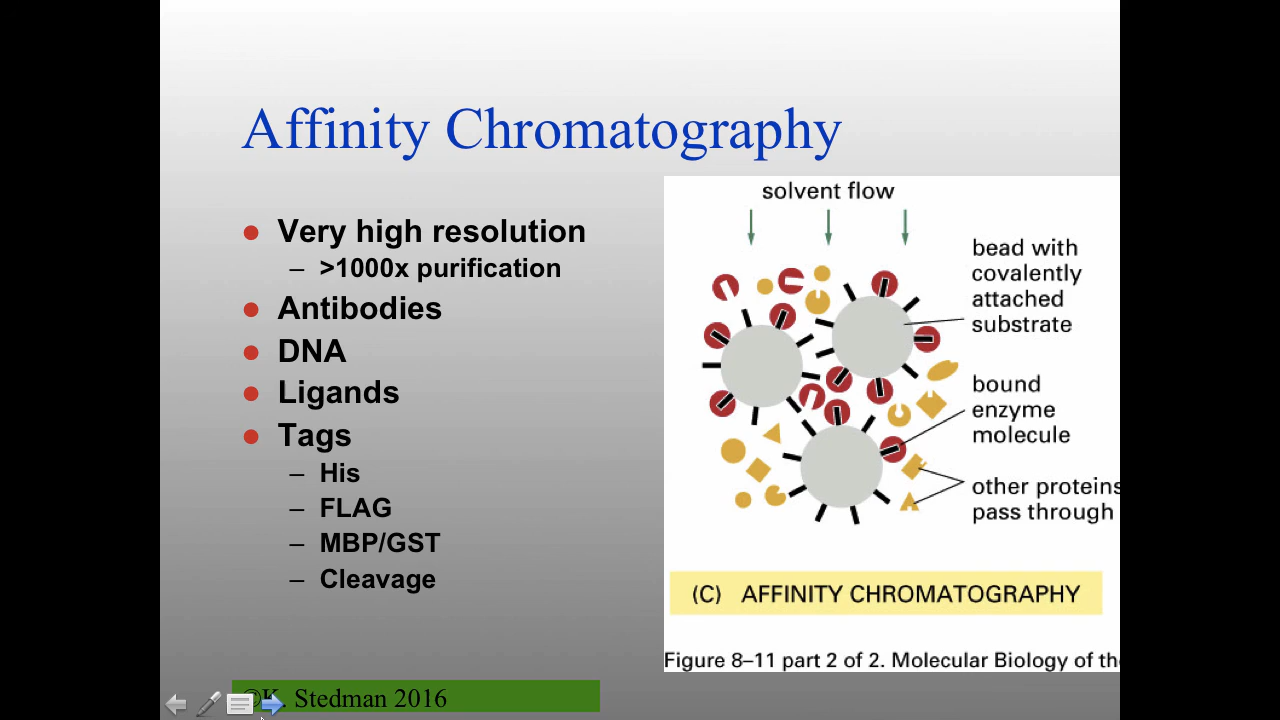 Affinity Chromatography
Very high resolution
– >1000x purification
Antibodies
DNA
Ligands
Tags
– His
– FLAG
– MBP/GST
– Cleavage
solvent flow
bead with
covalently
attached
substrate
bound
enzyme
molecule
other proteins
pass through
(C) AFFINITY CHROMATOGRAPHY
Figure 8–11 part 2 of 2. Molecular Biology of the
©K. Stedman 2016